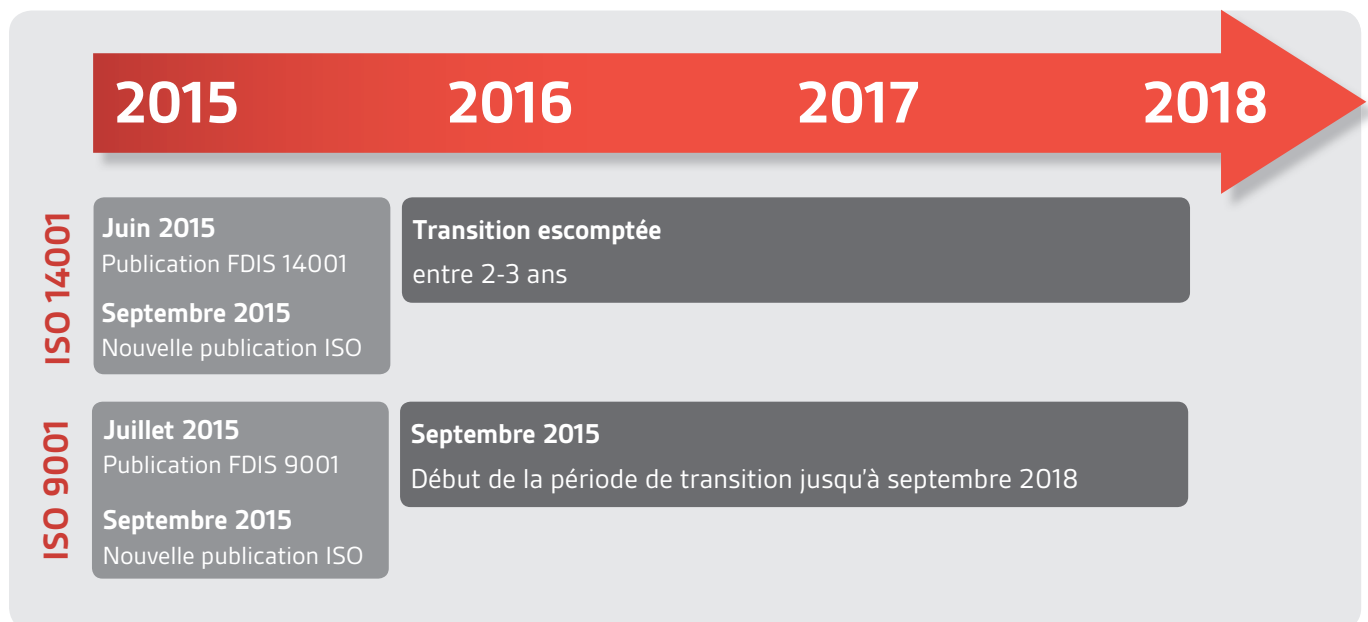 2015 2016 2017 2018
ISO 14001
Juin 2015
Publication FDIS 14001
Septembre 2015
Nouvelle publication ISO
Transition escomptée
entre 2-3 ans
ISO 9001
Juillet 2015
Publication FDIS 9001
Septembre 2015
Nouvelle publication ISO
Septembre 2015
Début de la période de transition jusqu'à septembre 2018